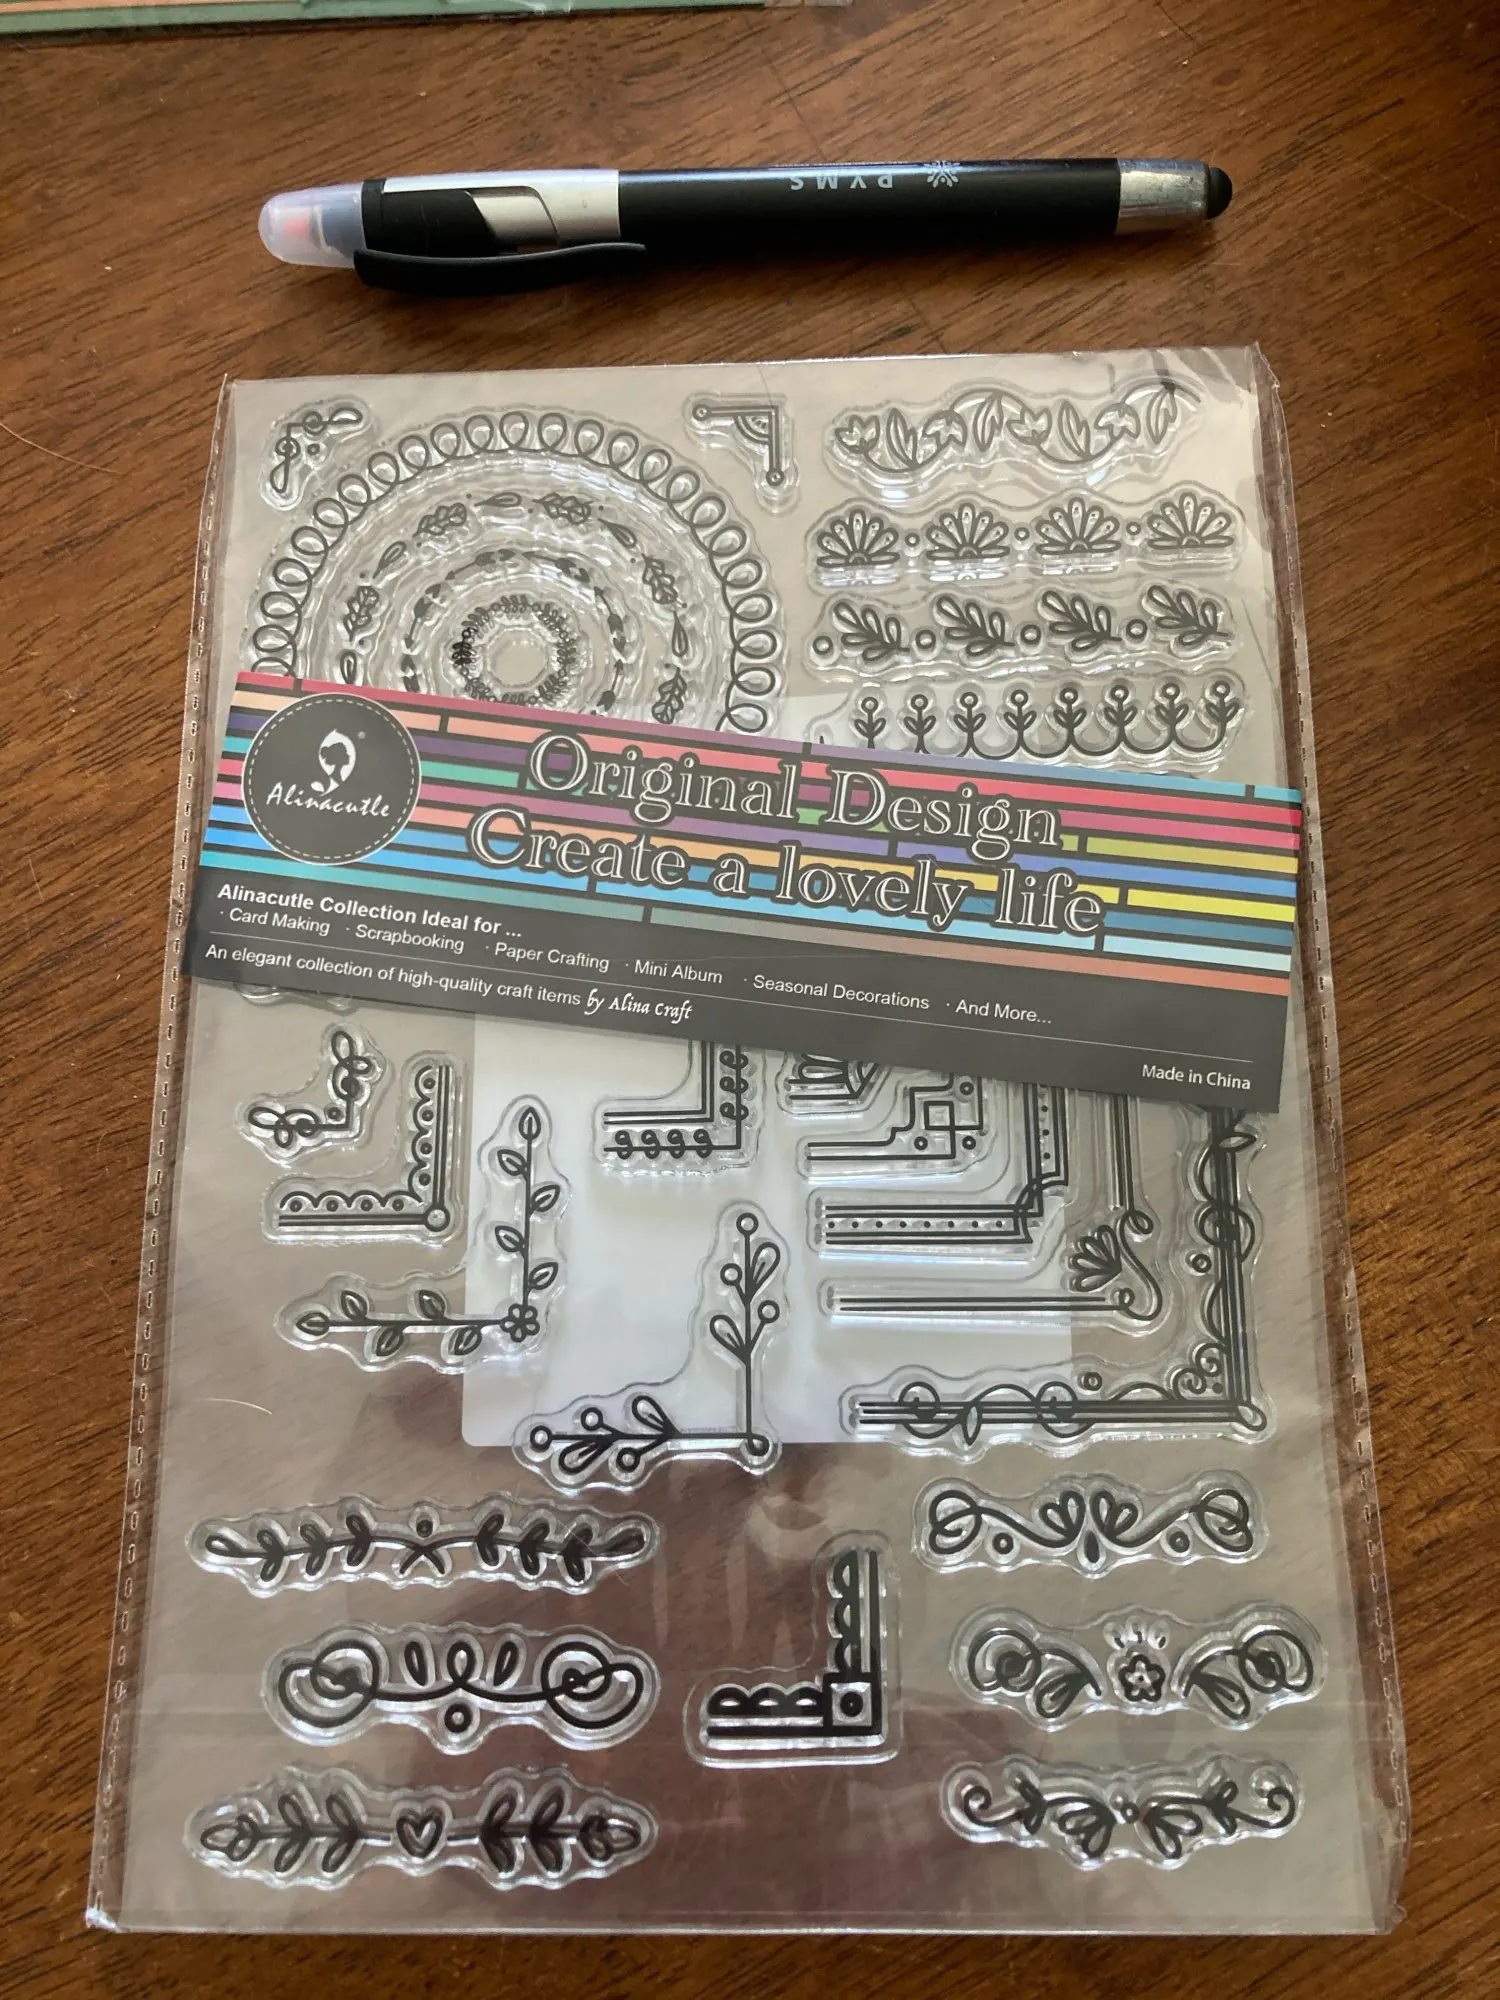 PYMS
Alinacutle
®
Original Design
Create a lovely life
Alinacutle Collection Ideal for ...
· Card Making · Scrapbooking · Paper Crafting · Mini Album · Seasonal Decorations · And More...
An elegant collection of high-quality craft items by Alina Craft
Made in China